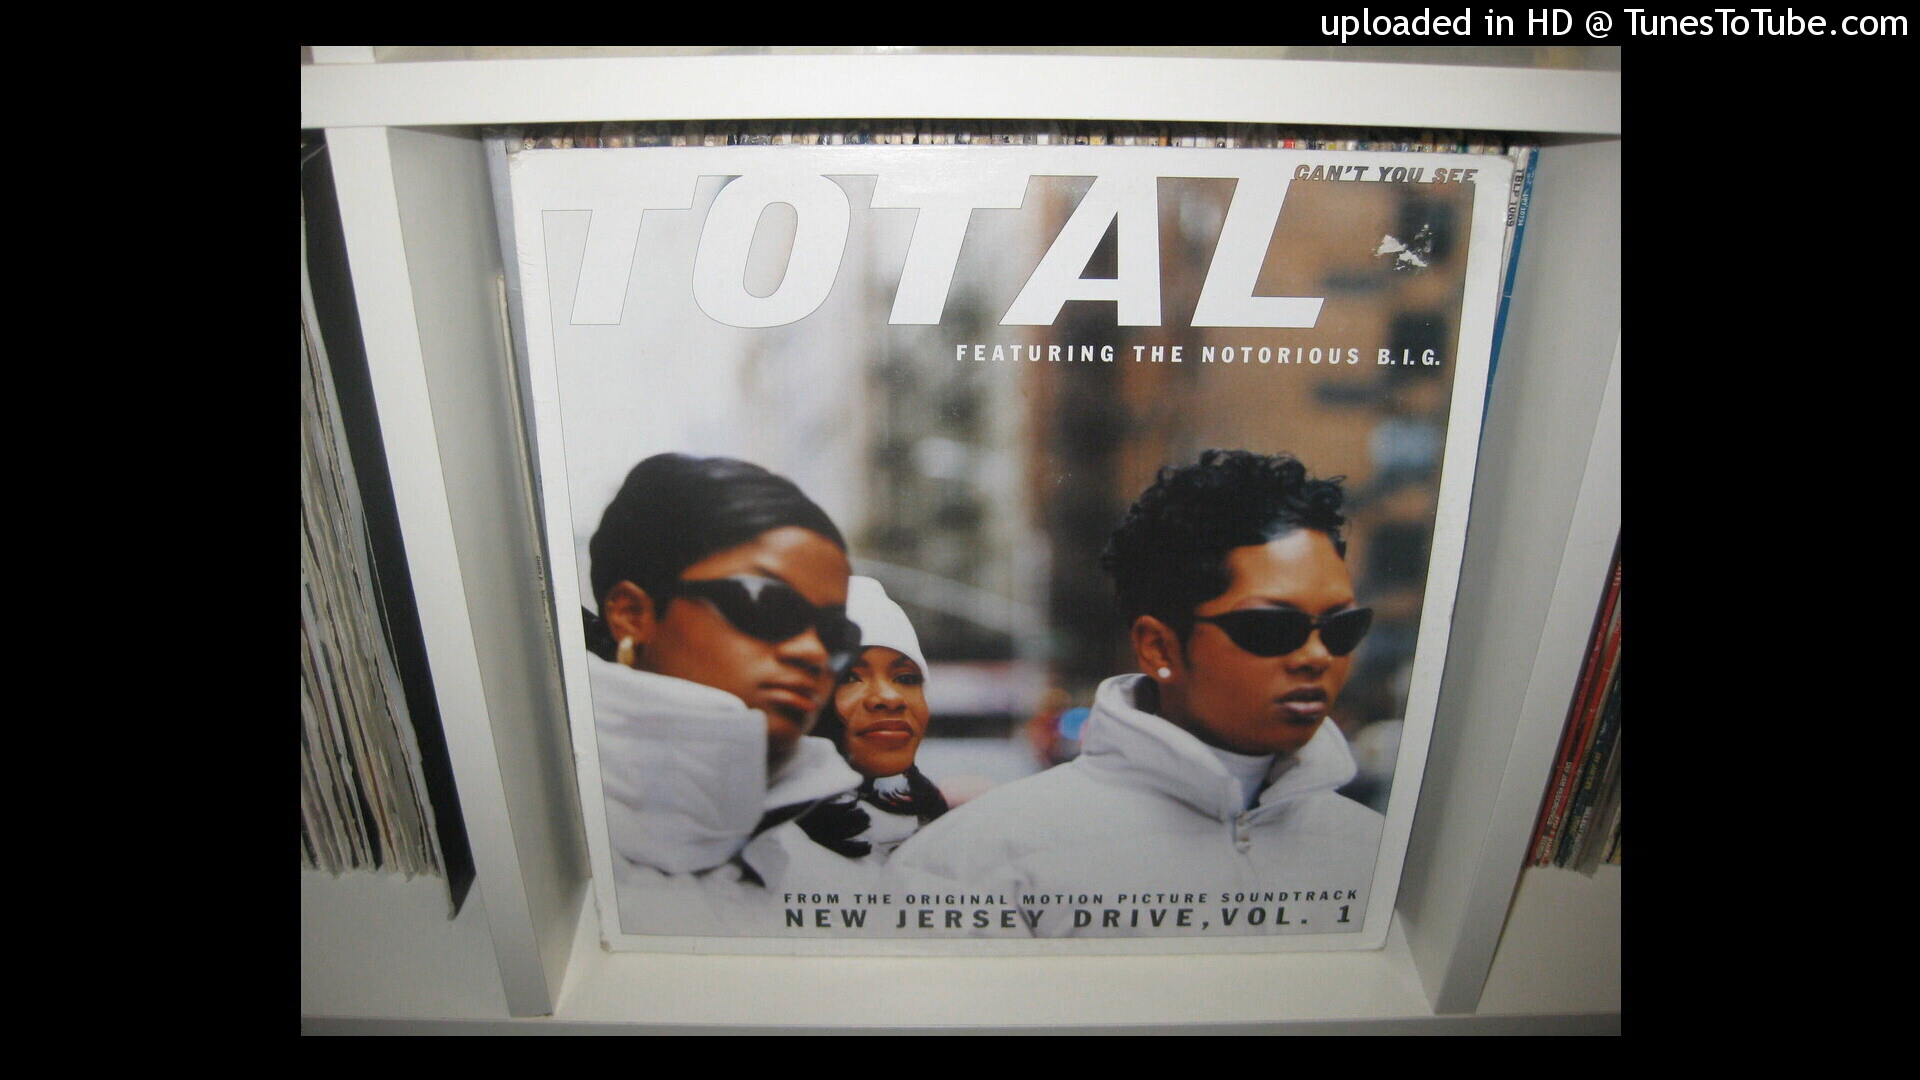 uploaded in HD @ TunesToTube.com
CAN'T YOU SEE
TOTAL
FEATURING THE NOTORIOUS B.I.G.
FROM THE ORIGINAL MOTION PICTURE SOUNDTRACK
NEW JERSEY DRIVE, VOL. 1